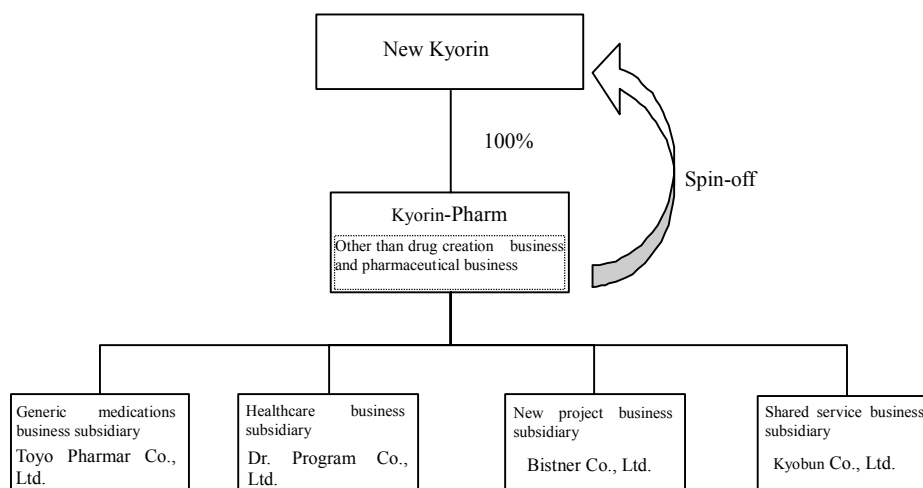 New Kyorin
100%
Spin-off
Kyorin-Pharm
Other than drug creation business
and pharmaceutical business
Generic medications
business subsidiary
Toyo Pharmar Co.,
Ltd.
Healthcare business
subsidiary
Dr. Program Co.,
Ltd.
New project business
subsidiary
Bistner Co., Ltd.
Shared service business
subsidiary
Kyobun Co., Ltd.